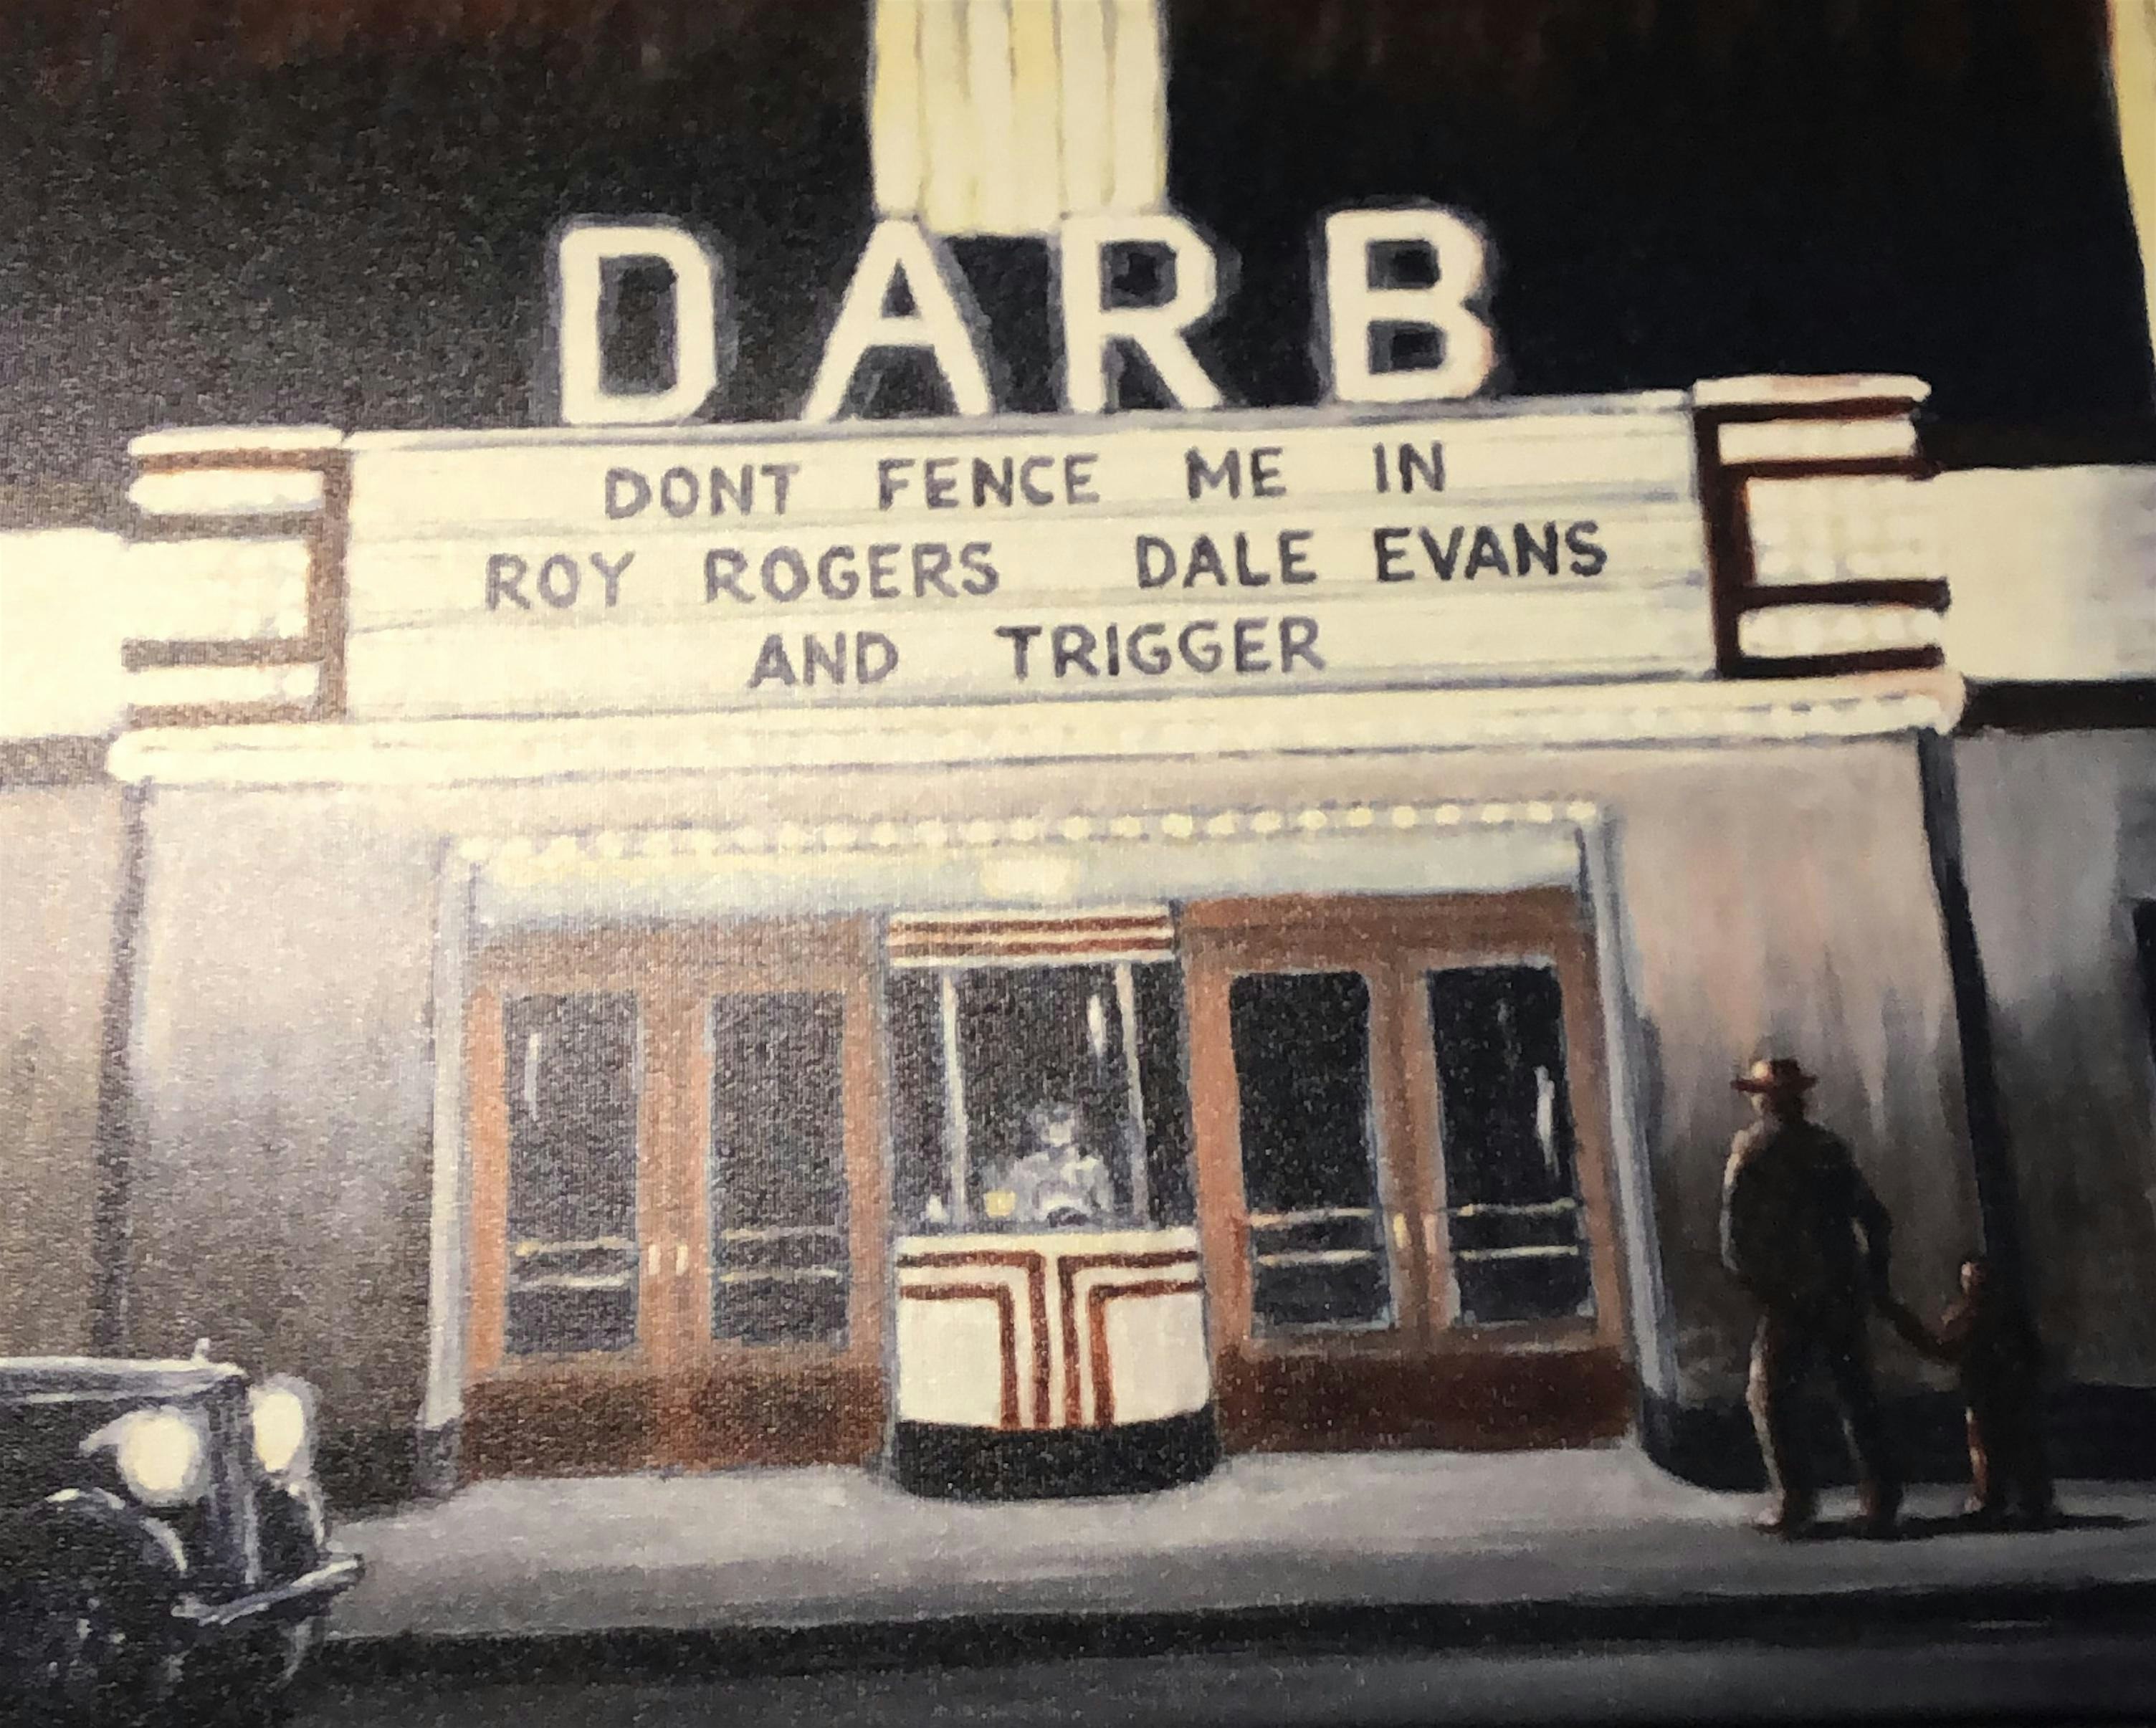 DARB
DONT FENCE ME IN
ROY ROGERS DALE EVANS
AND TRIGGER